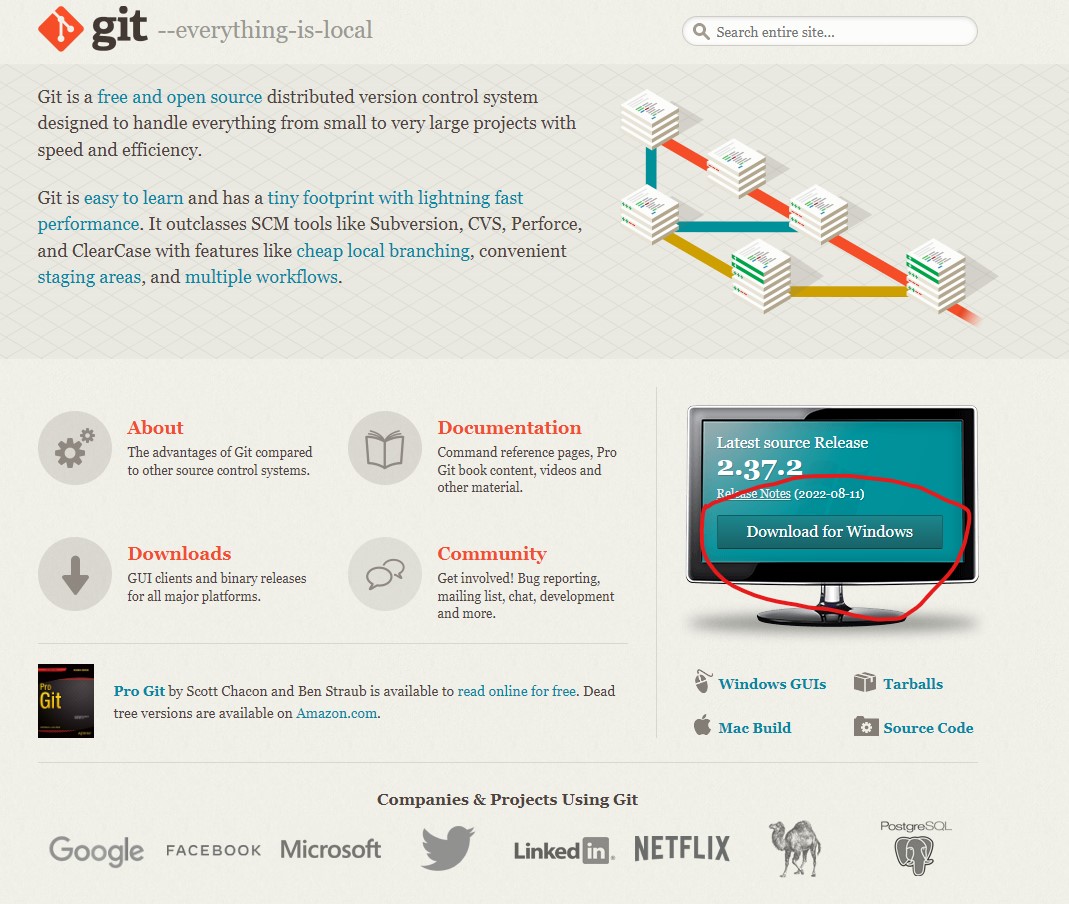 git --everything-is-local
Search entire site...
Git is a free and open source distributed version control system
designed to handle everything from small to very large projects with
speed and efficiency.
Git is easy to learn and has a tiny footprint with lightning fast
performance. It outclasses SCM tools like Subversion, CVS, Perforce,
and ClearCase with features like cheap local branching, convenient
staging areas, and multiple workflows.
About
The advantages of Git compared
to other source control systems.
Documentation
Command reference pages, Pro
Git book content, videos and
other material.
Downloads
GUI clients and binary releases
for all major platforms.
Community
Get involved! Bug reporting,
mailing list, chat, development
and more.
Latest source Release
2.37.2
Release Notes (2022-08-11)
Download for Windows
Pro
Git
Pro Git by Scott Chacon and Ben Straub is available to read online for free. Dead
tree versions are available on Amazon.com.
Windows GUIs
Tarballs
Mac Build
Source Code
Companies & Projects Using Git
Google
FACEBOOK
Microsoft
Linked in
NETFLIX
PostgreSQL